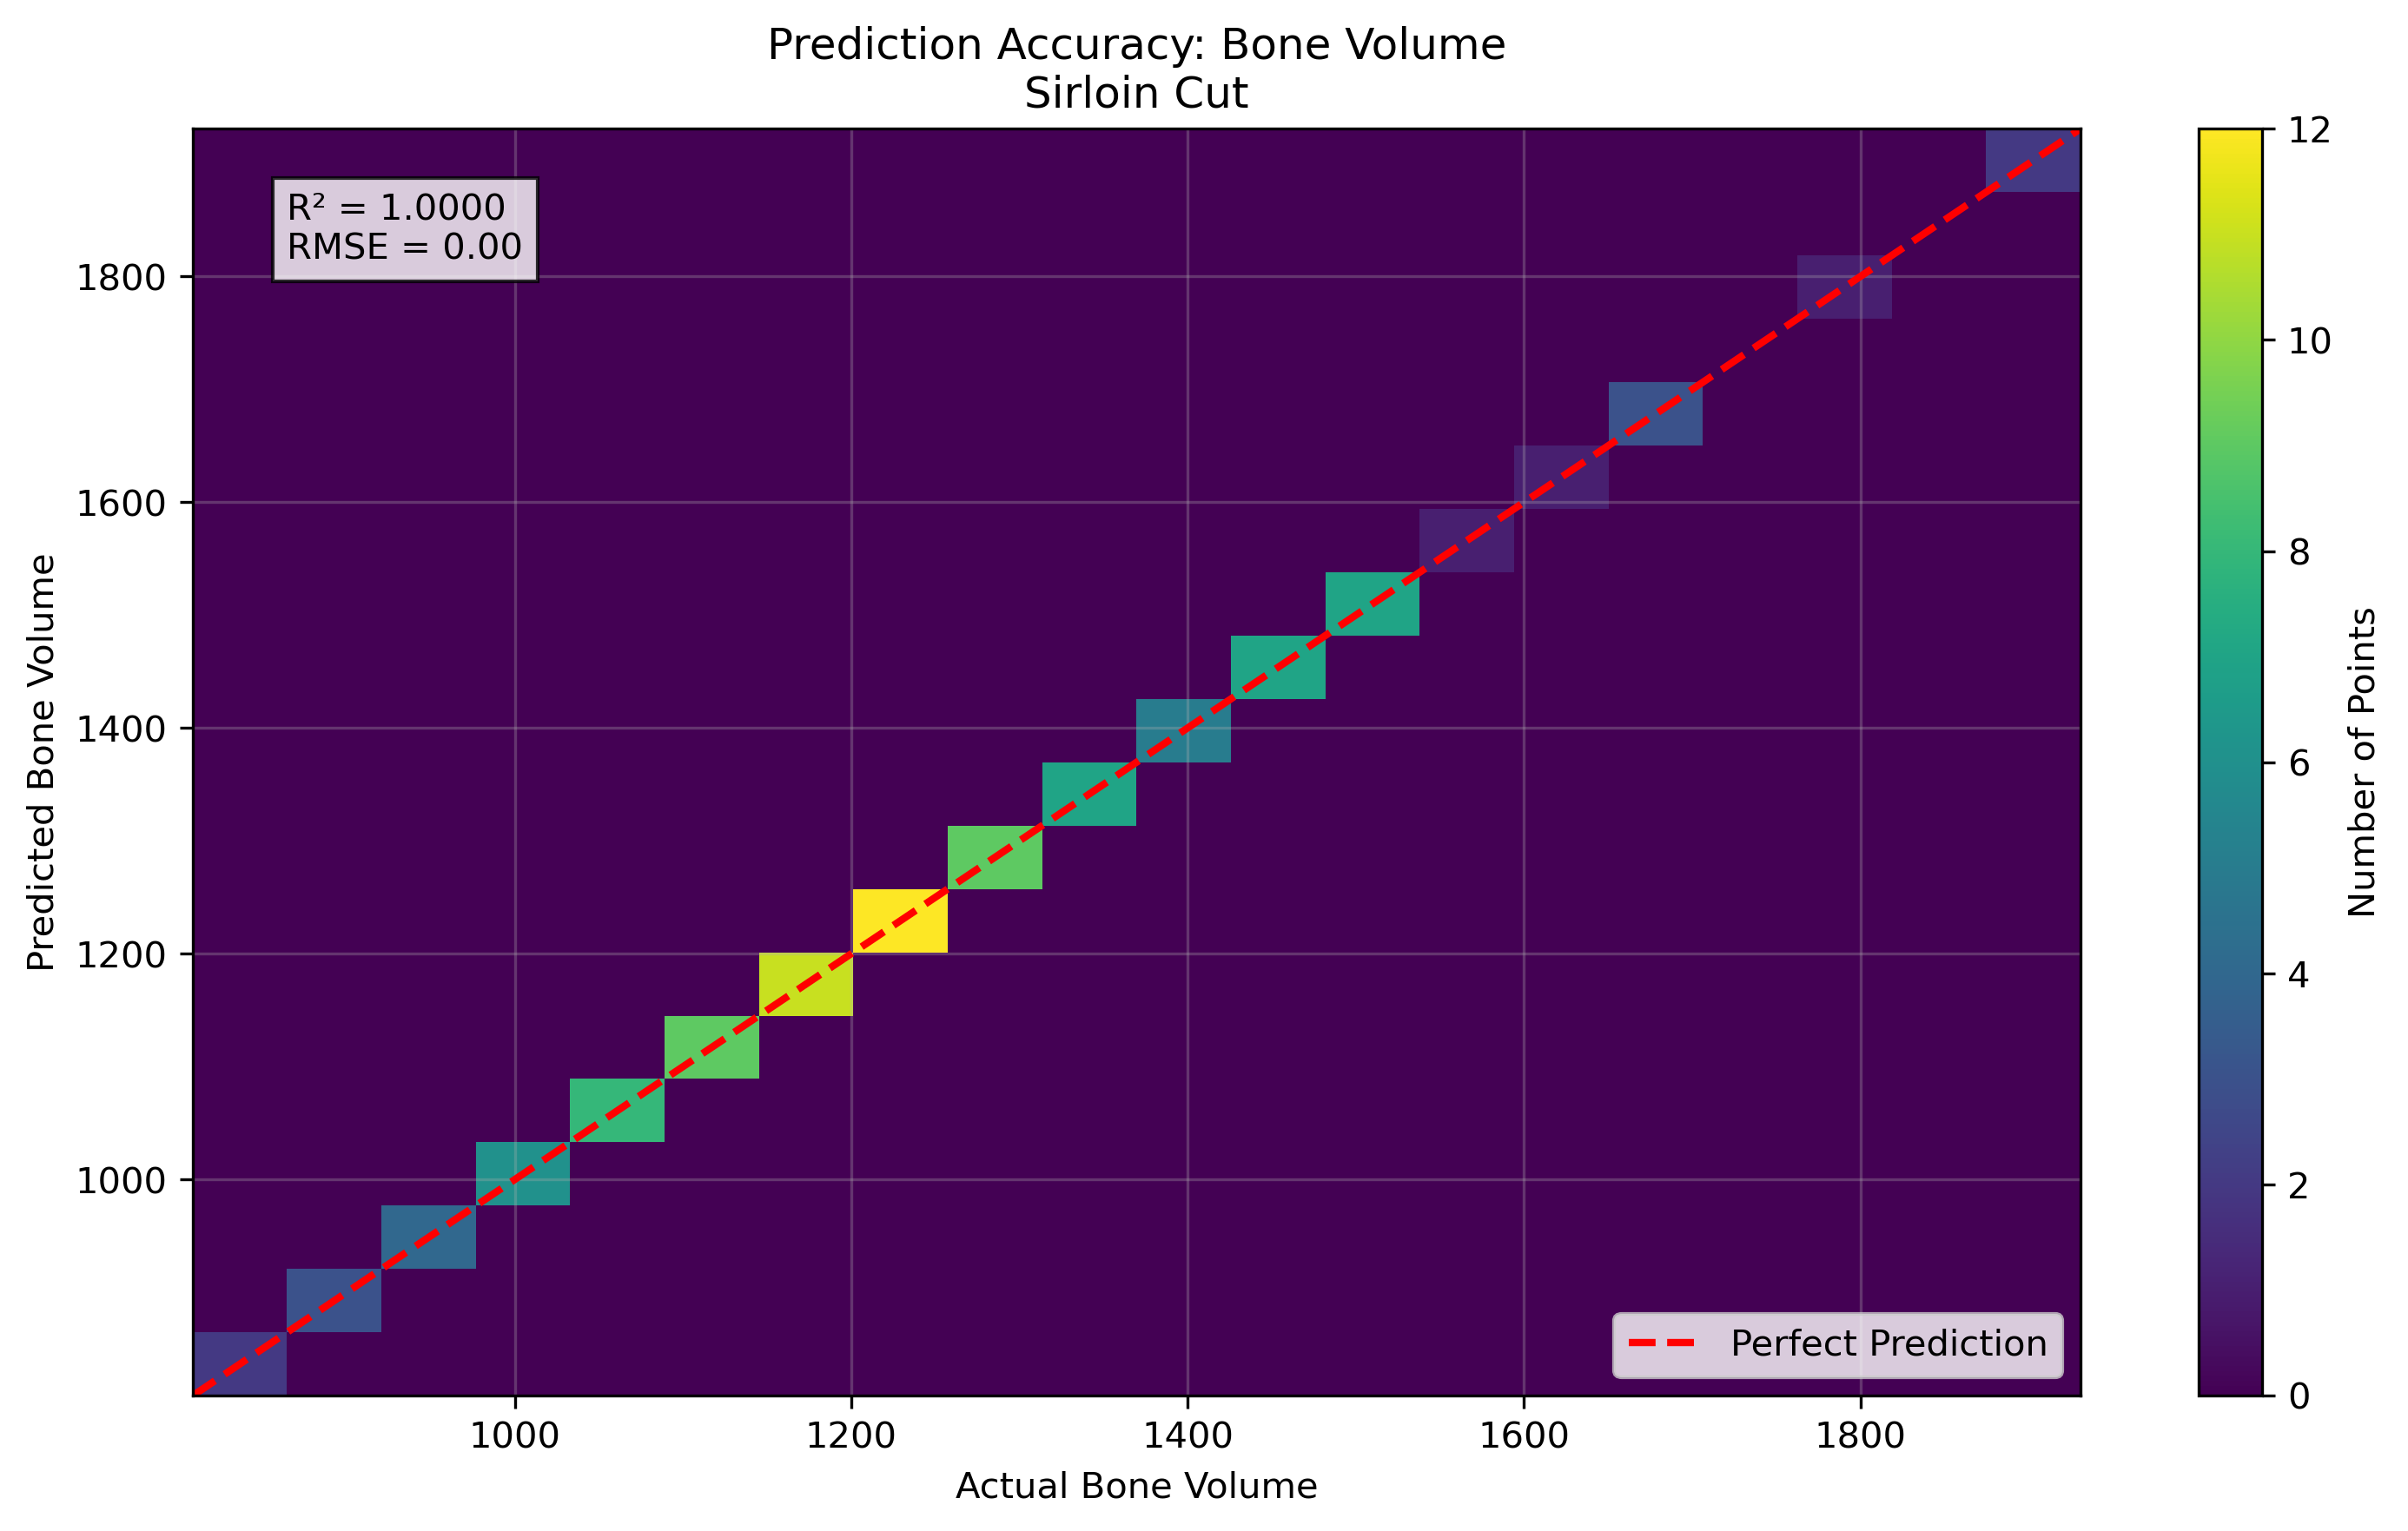 Prediction Accuracy: Bone Volume
Sirloin Cut
R² = 1.0000
RMSE = 0.00
Predicted Bone Volume
1800
1600
1400
1200
1000
1000
1200
1400
1600
1800
Actual Bone Volume
Perfect Prediction
12
10
8
6
4
2
0
Number of Points